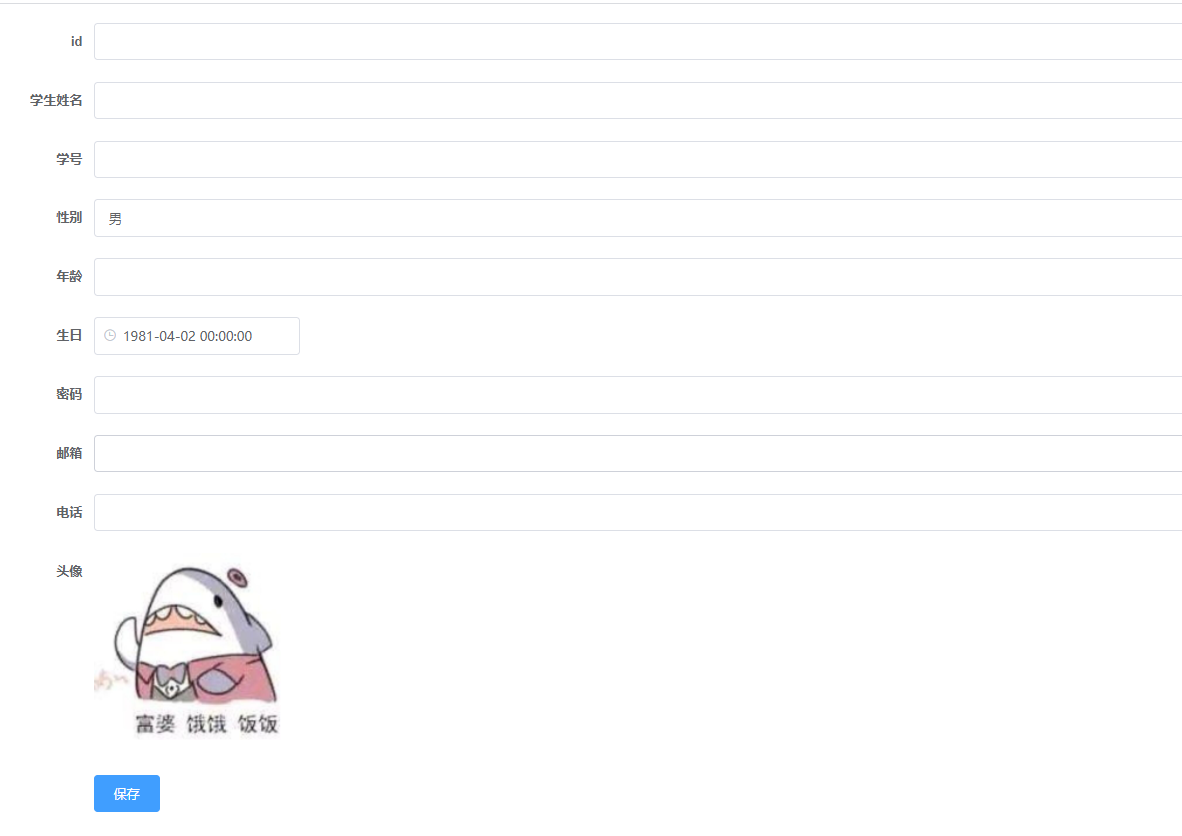 id
学生姓名
学号
性别 男
年龄
生日 1981-04-02 00:00:00
密码
邮箱
电话
头像
富婆 饿饿 饭饭
保存